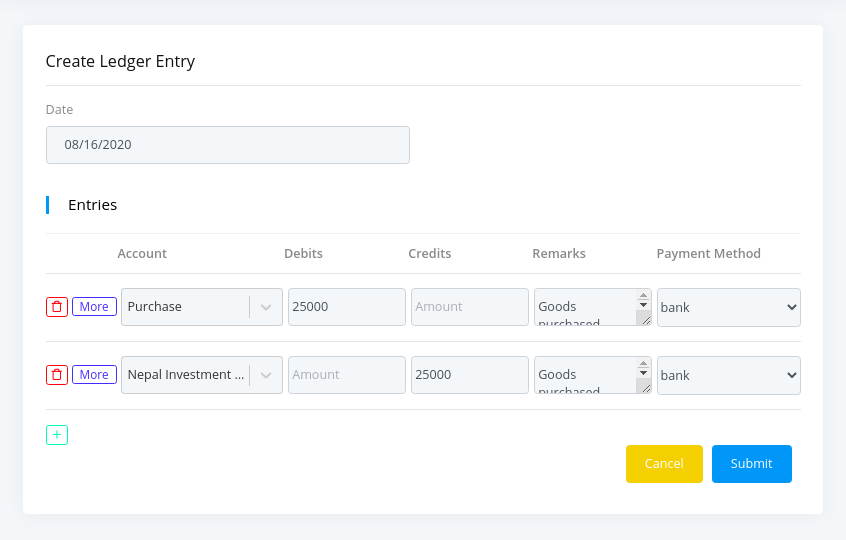 Create Ledger Entry
Date
08/16/2020
Entries
Account Debits Credits Remarks Payment Method
More Purchase 25000 Amount Goods bank
purchased
More Nepal Investment ... Amount 25000 Goods bank
purchased
+
Cancel Submit